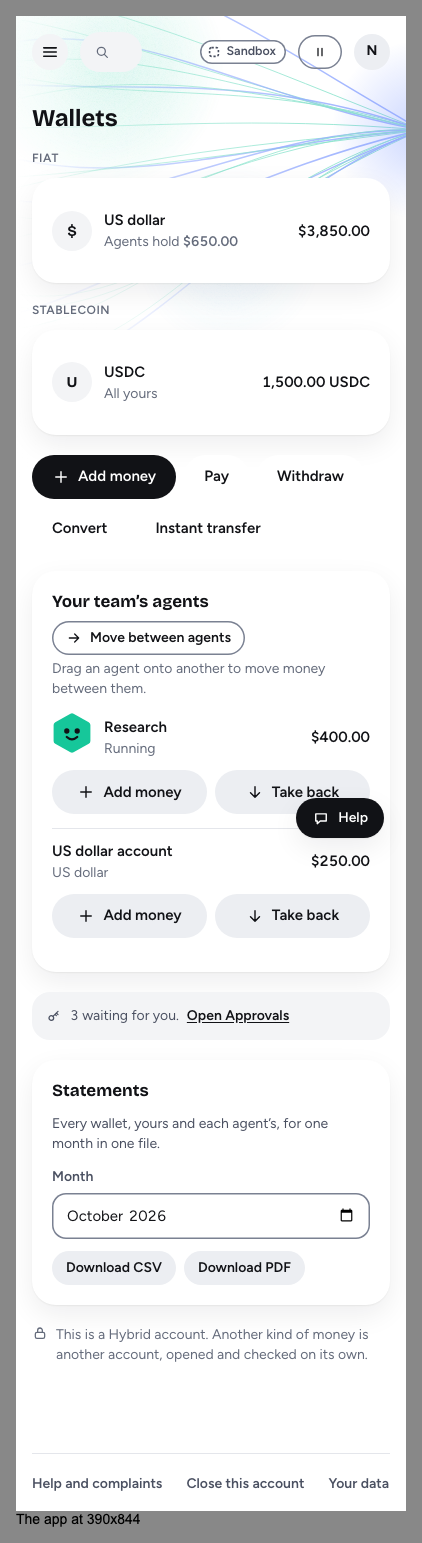 Sandbox
N
Wallets
FIAT
$
US dollar
Agents hold $650.00
$3,850.00
STABLECOIN
U
USDC
All yours
1,500.00 USDC
Add money
Pay
Withdraw
Convert
Instant transfer
Your team’s agents
Move between agents
Drag an agent onto another to move money
between them.
Research
Running
$400.00
Add money
Take back
Help
US dollar account
US dollar
$250.00
Add money
Take back
3 waiting for you. Open Approvals
Statements
Every wallet, yours and each agent’s, for one
month in one file.
Month
October 2026
Download CSV
Download PDF
This is a Hybrid account. Another kind of money is
another account, opened and checked on its own.
Help and complaints
Close this account
Your data
The app at 390x844